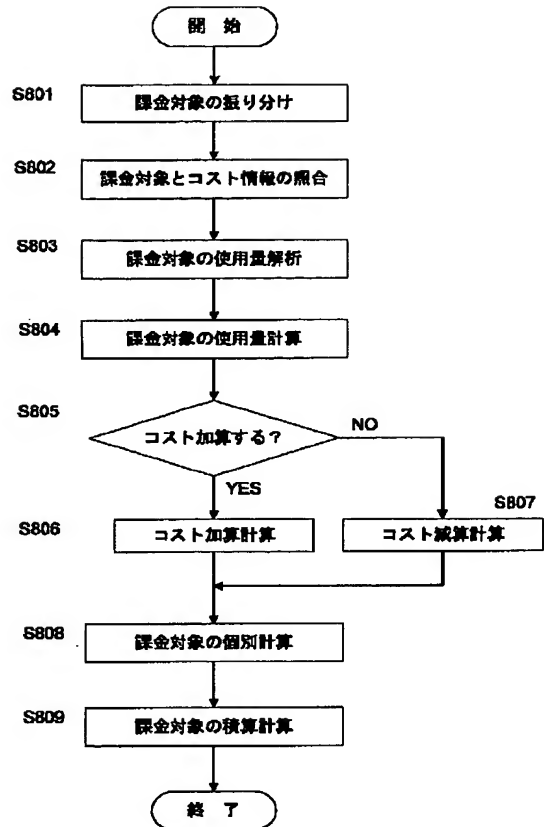 開 始
S801
課金対象の振り分け
S802
課金対象とコスト情報の照合
S803
課金対象の使用量解析
S804
課金対象の使用量計算
S805
コスト加算する？
NO
YES
S807
S806
コスト加算計算
コスト減算計算
S808
課金対象の個別計算
S809
課金対象の積算計算
終 了